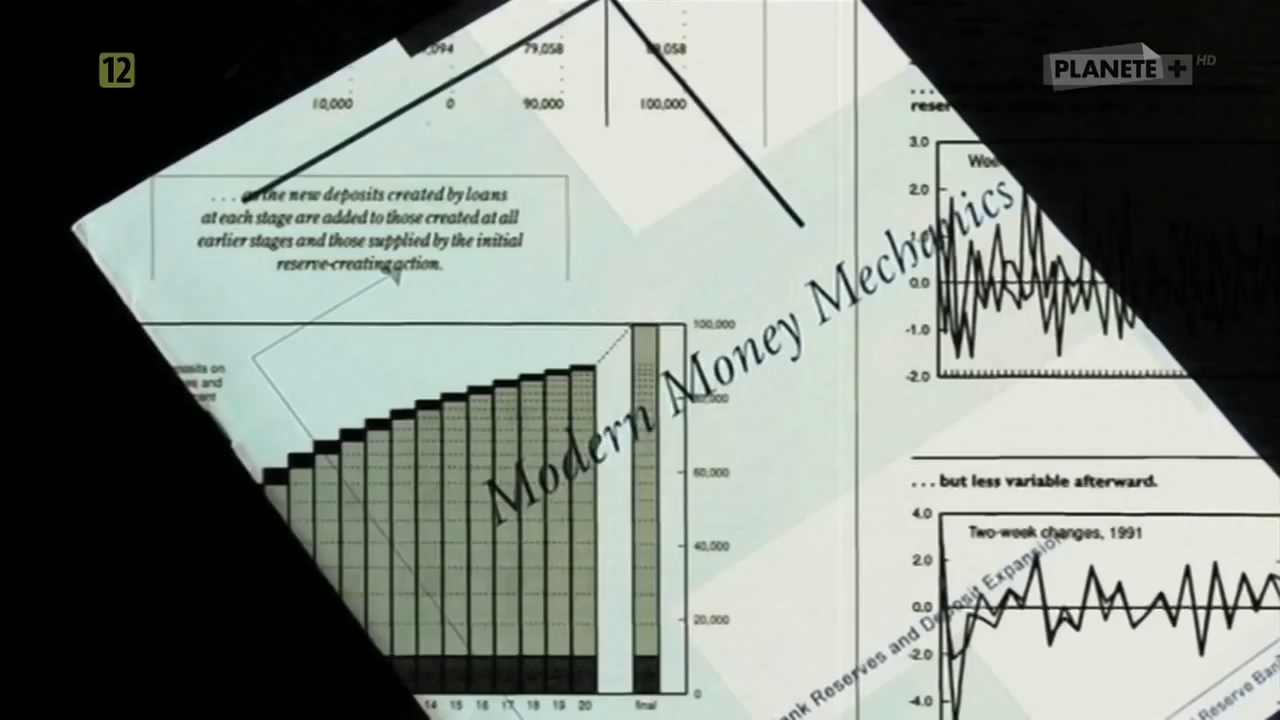 12
PLANETE + HD
79,058
10,000 0 90,000 100,000
. . . as the new deposits created by loans
at each stage are added to those created at all
earlier stages and those supplied by the initial
reserve-creating action.
Modern Money Mechanics
100,000
60,000
40,000
20,000
0
14 15 16 17 18 19 20 final
3.0
2.0
0.0
-1.0
-2.0
. . . but less variable afterward.
Two-week changes, 1991
4.0
2.0
0.0
-2.0
-4.0
Reserves and Deposit Expansion
Reserve